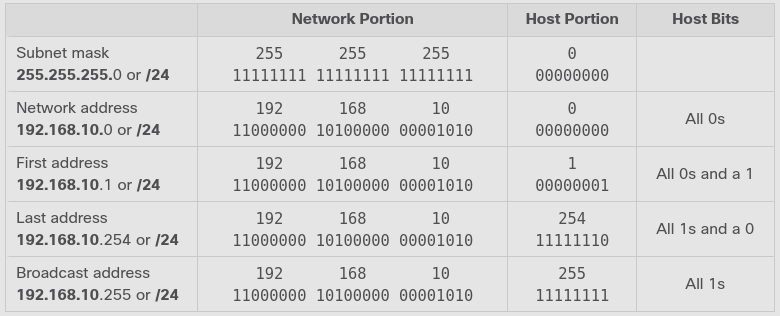 Network Portion Host Portion Host Bits
Subnet mask 255 255 255 0
255.255.255.0 or /24 11111111 11111111 11111111 00000000
Network address 192 168 10 0
192.168.10.0 or /24 11000000 10100000 00001010 00000000
All 0s
First address 192 168 10 1
192.168.10.1 or /24 11000000 10100000 00001010 00000001
All 0s and a 1
Last address 192 168 10 254
192.168.10.254 or /24 11000000 10100000 00001010 11111110
All 1s and a 0
Broadcast address 192 168 10 255
192.168.10.255 or /24 11000000 10100000 00001010 11111111
All 1s